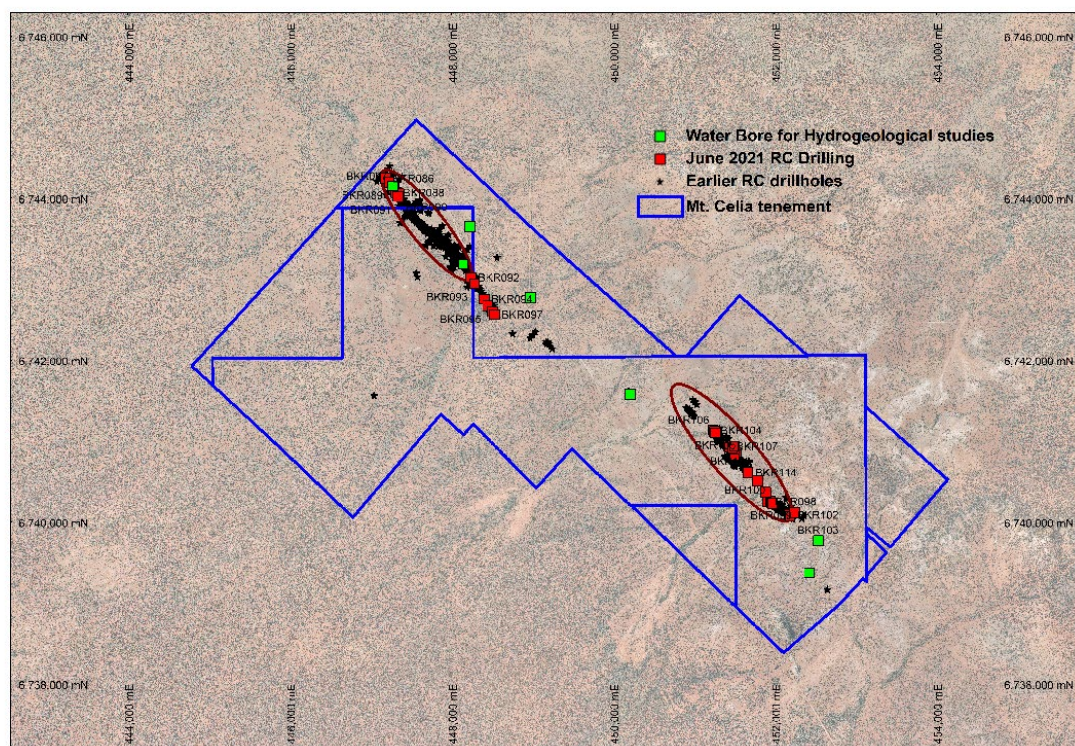 444,000 mE
446,000 mE
448,000 mE
450,000 mE
452,000 mE
454,000 mE
6.746.000 mN
6.746.000 mN
Water Bore for Hydrogeological studies
June 2021 RC Drilling
Earlier RC drillholes
Mt. Celia tenement
BKR086
BKR088
BKR089
BKR091
6.744.000 mN
6.744.000 mN
BKR092
BKR093
BKR094
BKR095
BKR097
6.742.000 mN
6.742.000 mN
BKR106
BKR104
BKR107
BKR114
BKR098
BKR102
BKR103
6.740.000 mN
6.740.000 mN
6.738.000 mN
6.738.000 mN
444,000 mE
446,000 mE
448,000 mE
450,000 mE
452,000 mE
454,000 mE